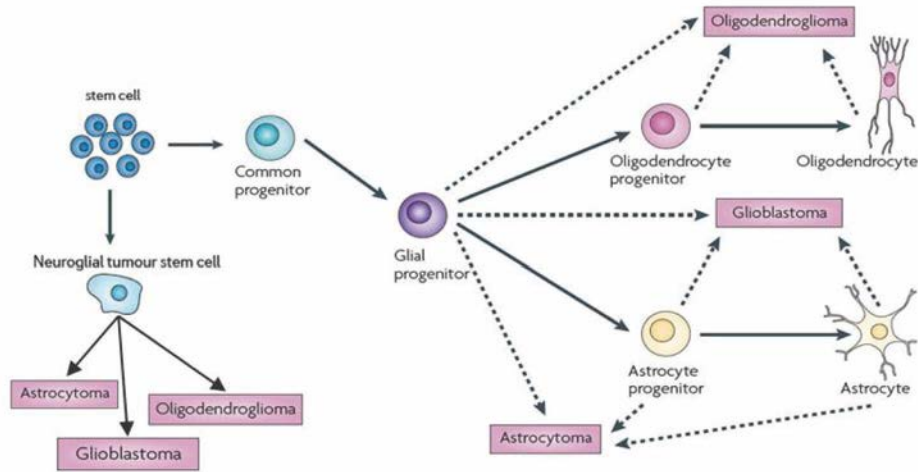 Oligodendroglioma
stem cell
Common
progenitor
Oligodendrocyte
progenitor
Oligodendrocyte
Glioblastoma
Neuroglial tumour stem cell
Glial
progenitor
Astrocyte
progenitor
Astrocyte
Astrocytoma
Oligodendroglioma
Glioblastoma
Astrocytoma